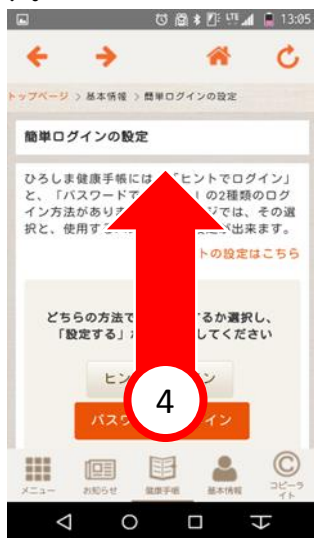 13:05
トップページ > 基本情報 > 簡単ログインの設定
簡単ログインの設定
ひろしま健康手帳には、「ヒントでログイン」
と、「パスワードで 」の2種類のログ
イン方法があり ジでは、その選
択と、使用する 出来ます。
トの設定はこちら
どちらの方法で るか選択し、
「設定する」 してください
ヒン ン
パスワ イン
4
メニュー
お知らせ
健康手帳
基本情報
コピーラ
イト